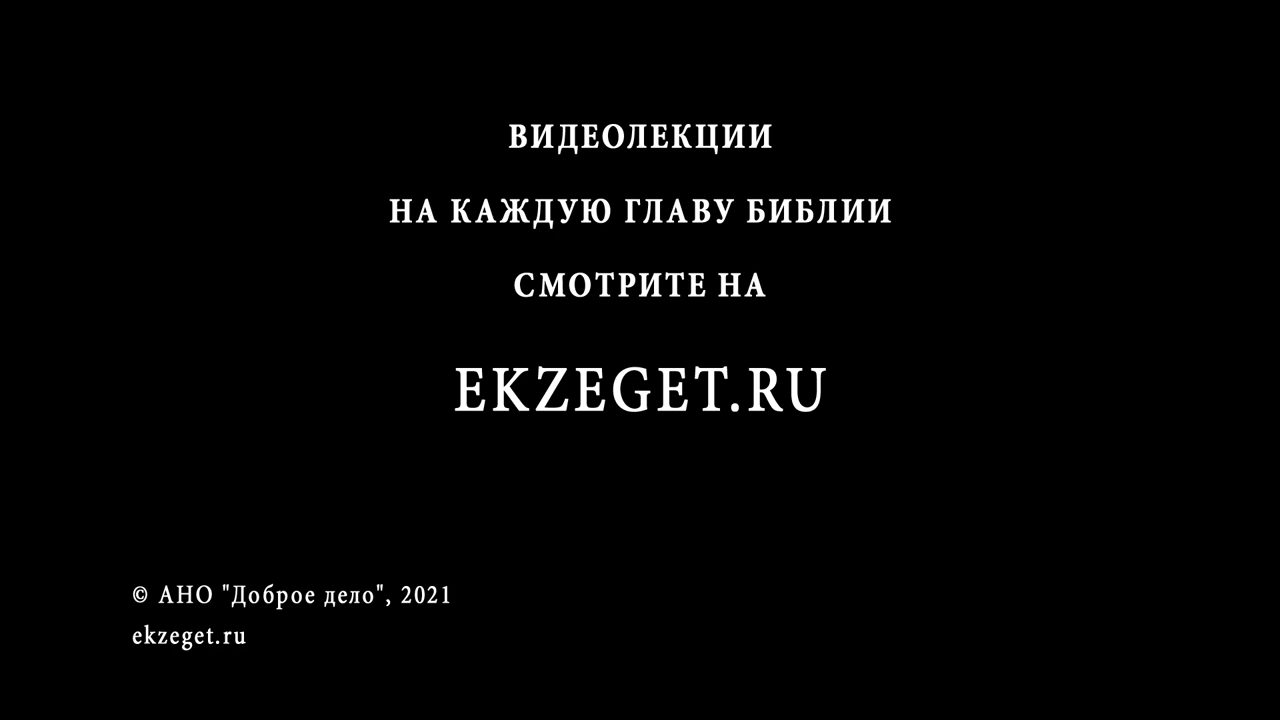 ВИДЕОЛЕКЦИИ
НА КАЖДУЮ ГЛАВУ БИБЛИИ
СМОТРИТЕ НА
EKZEGET.RU
© АНО "Доброе дело", 2021
ekzeget.ru